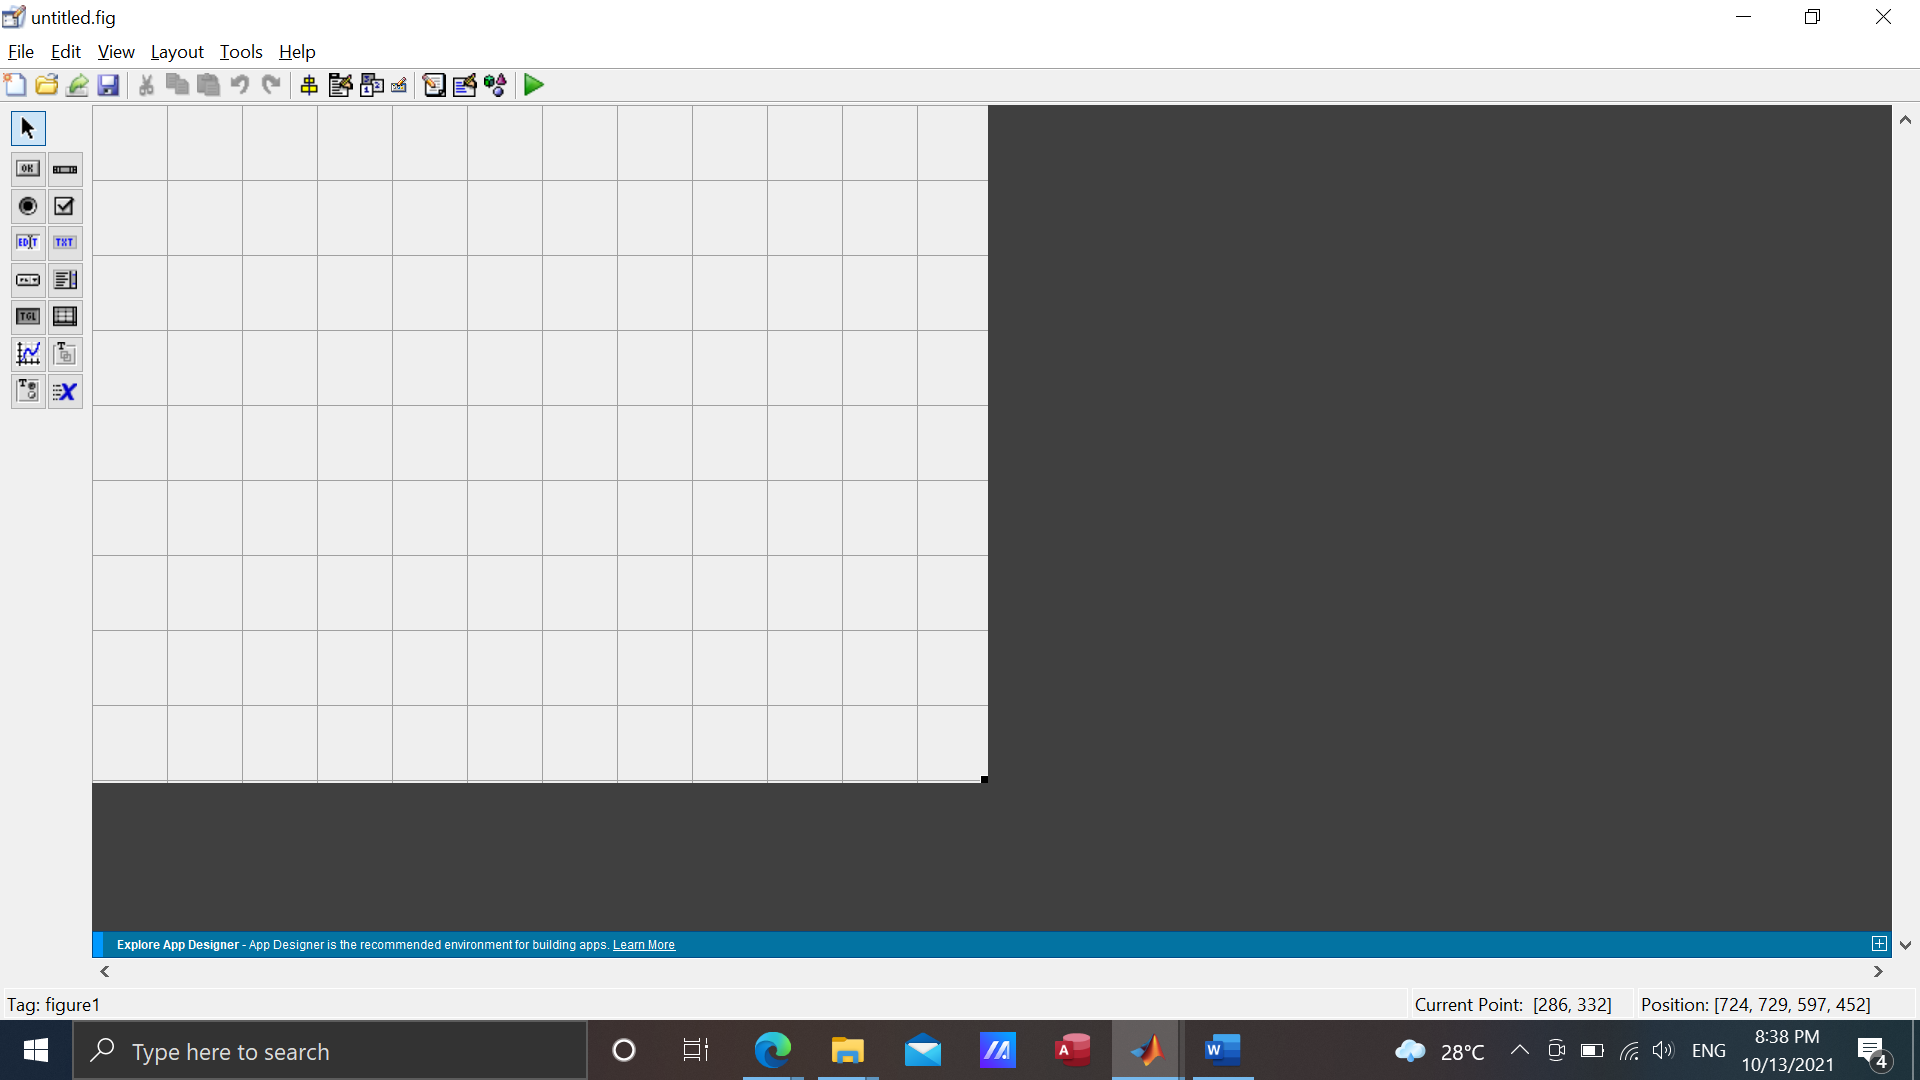 untitled.fig
File Edit View Layout Tools Help
OK
EDIT TXT
TGL
T
T X
Explore App Designer - App Designer is the recommended environment for building apps. Learn More
Tag: figure1 Current Point: [286, 332] Position: [724, 729, 597, 452]
Type here to search
A
W
28°C ENG
8:38 PM
10/13/2021
4